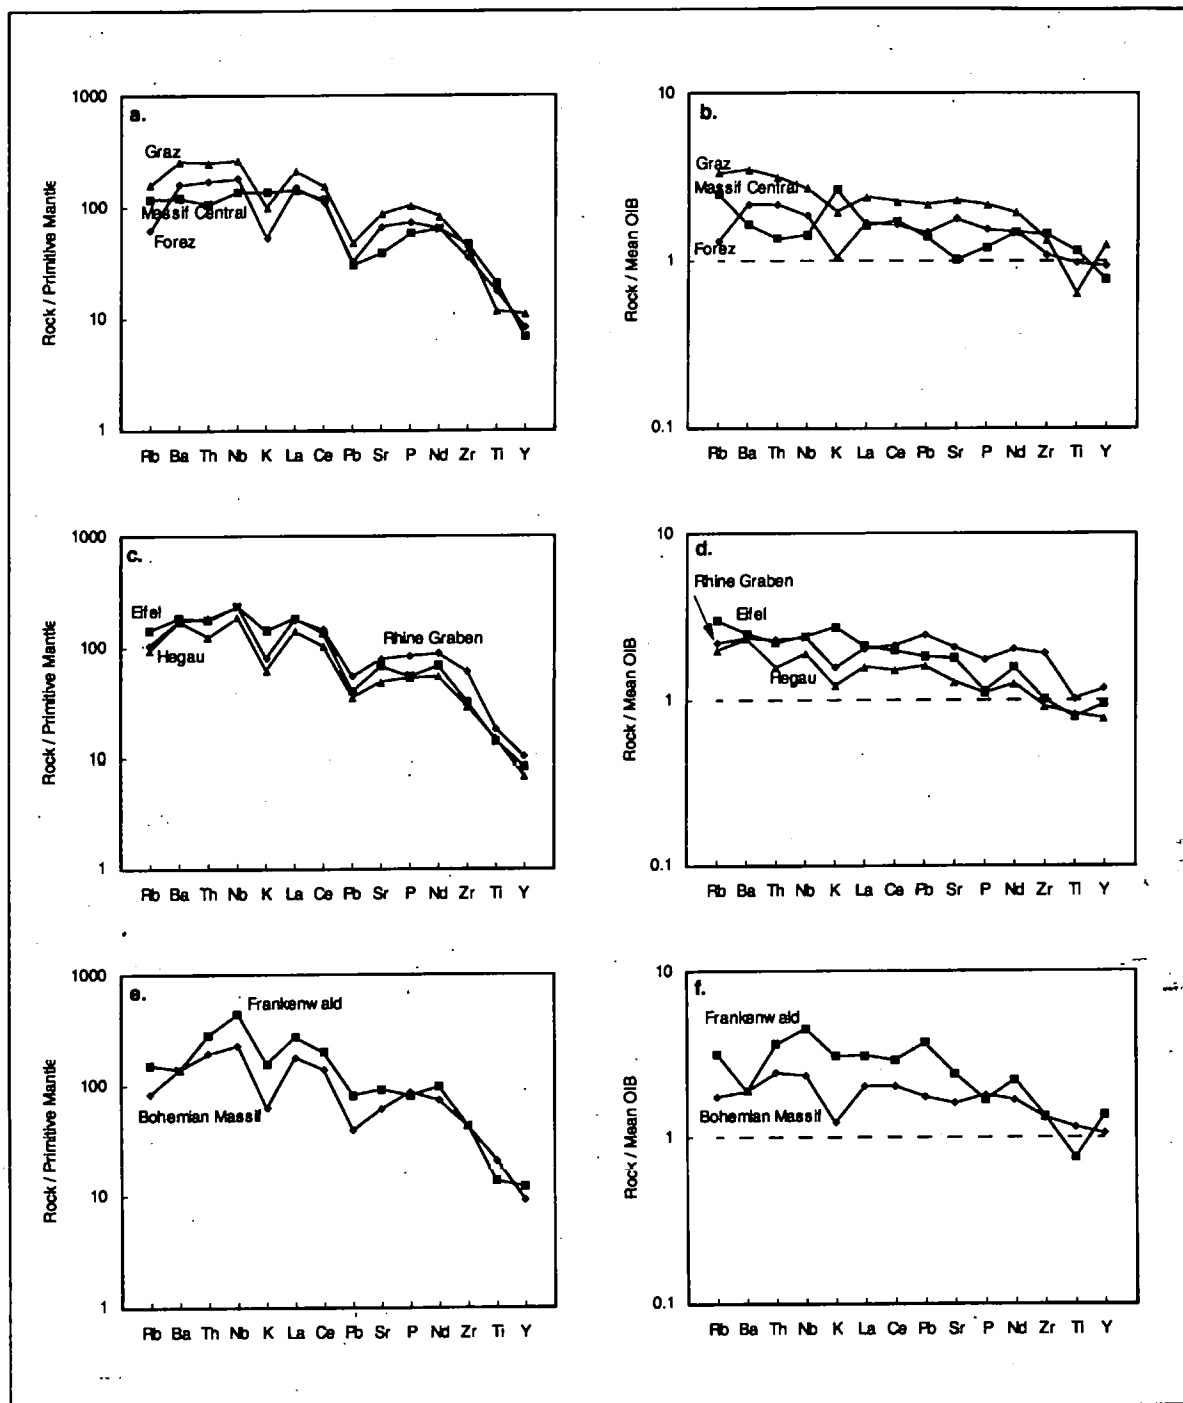 1000
100
10
1
Rock / Primitive Mantle
a.
Graz
Massif Central
Forez
Rb Ba Th Nb K La Ce Pb Sr P Nd Zr Ti Y
10
1
0.1
Rock / Mean OIB
b.
Graz
Massif Central
Forez
Rb Ba Th Nb K La Ce Pb Sr P Nd Zr Ti Y
1000
100
10
1
Rock / Primitive Mantle
c.
Eifel
Hegau
Rhine Graben
Rb Ba Th Nb K La Ce Pb Sr P Nd Zr Ti Y
10
1
0.1
Rock / Mean OIB
d.
Rhine Graben
Eifel
Hegau
Rb Ba Th Nb K La Ce Pb Sr P Nd Zr Ti Y
1000
100
10
1
Rock / Primitive Mantle
e.
Frankenwald
Bohemian Massif
Rb Ba Th Nb K La Ce Pb Sr P Nd Zr Ti Y
10
1
0.1
Rock / Mean OIB
f.
Frankenwald
Bohemian Massif
Rb Ba Th Nb K La Ce Pb Sr P Nd Zr Ti Y